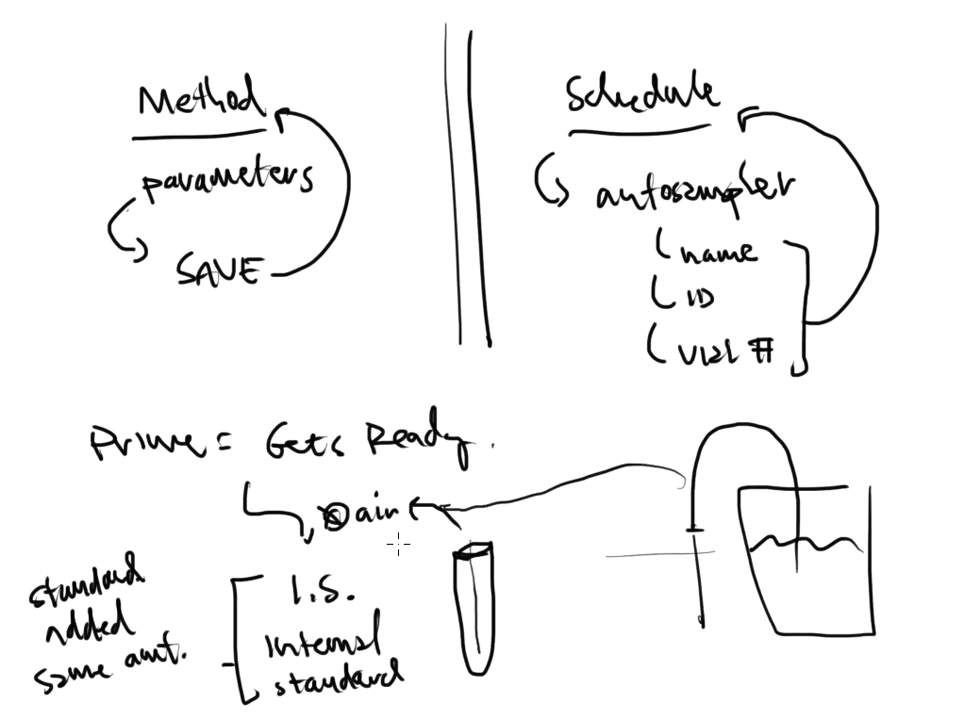 Method
parameters
SAVE
Schedule
autosampler
name
ID
vial #
Prime = Gets Ready.
air
I.S.
internal
standard
standard
added
same amt.